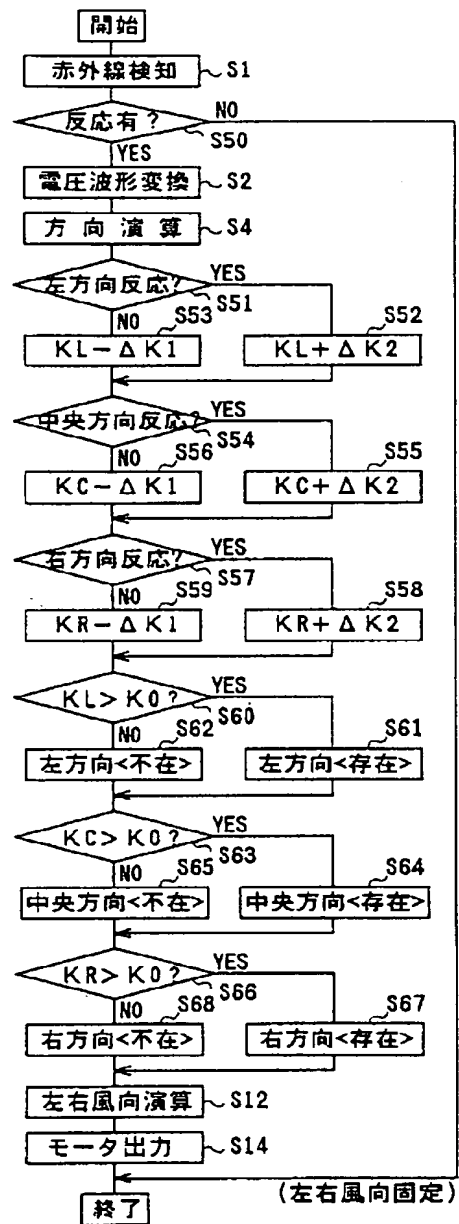 開始
赤外線検知 S1
反応有? NO
S50
YES
電圧波形変換 S2
方向演算 S4
左方向反応? YES
S51
NO S53 S52
KL-ΔK1 KL+ΔK2
中央方向反応? YES
S54
NO S56 S55
KC-ΔK1 KC+ΔK2
右方向反応? YES
S57
NO S59 S58
KR-ΔK1 KR+ΔK2
KL>K0? YES
S60
NO S62 S61
左方向<不在> 左方向<存在>
KC>K0? YES
S63
NO S65 S64
中央方向<不在> 中央方向<存在>
KR>K0? YES
S66
NO S68 S67
右方向<不在> 右方向<存在>
左右風向演算 S12
モータ出力 S14
(左右風向固定)
終了